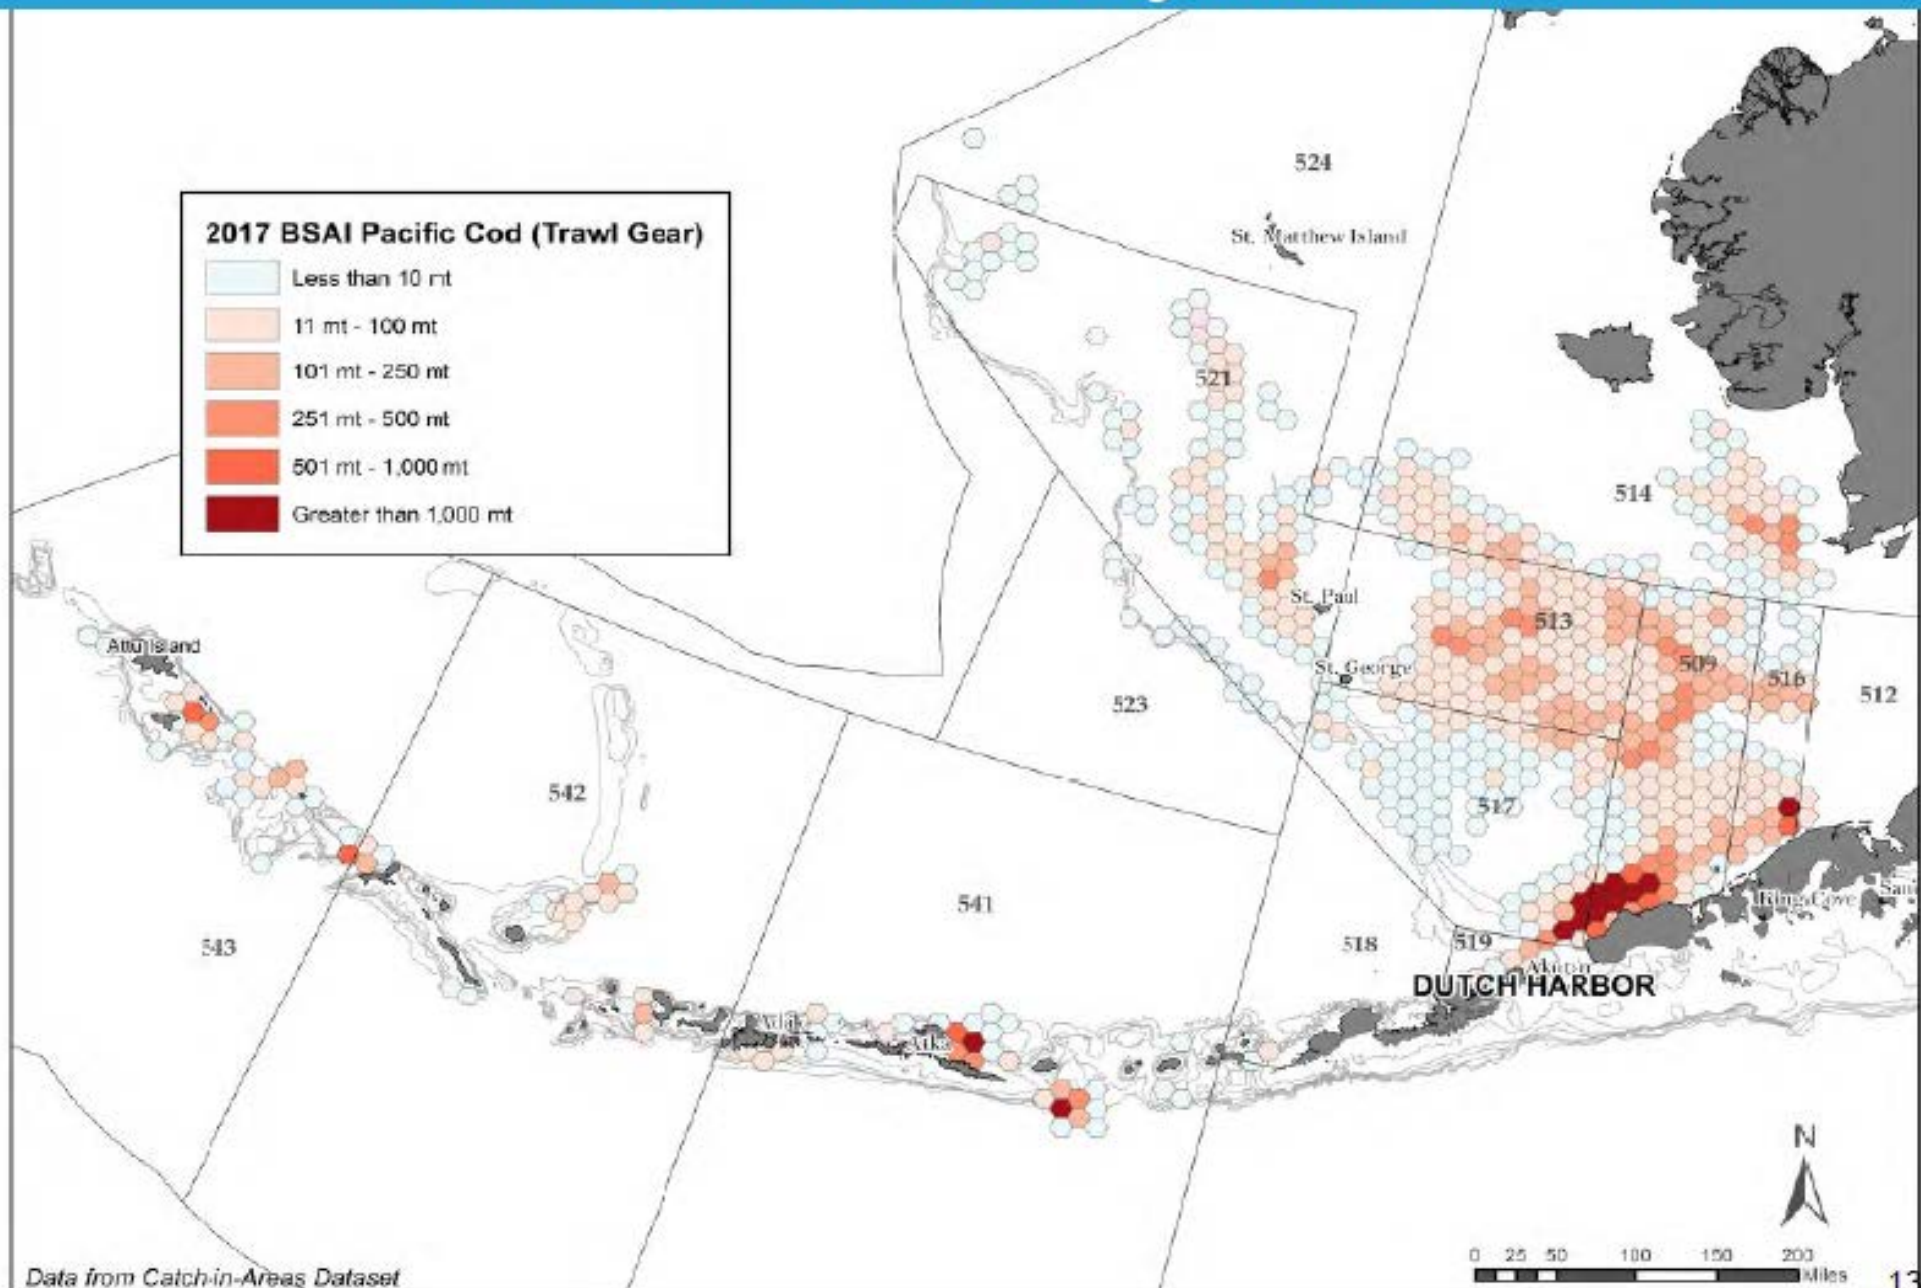 2017 BSAI Pacific Cod (Trawl Gear)
Less than 10 mt
11 mt - 100 mt
101 mt - 250 mt
251 mt - 500 mt
501 mt - 1,000 mt
Greater than 1,000 mt
524
St. Matthew Island
521
514
St. Paul
513
St. George
509
516
512
523
Attu Island
542
517
541
543
518
519
King Cove
Akutan
DUTCH HARBOR
Adak
Atka
N
0 25 50 100 150 200
Miles
Data from Catch-in-Areas Dataset